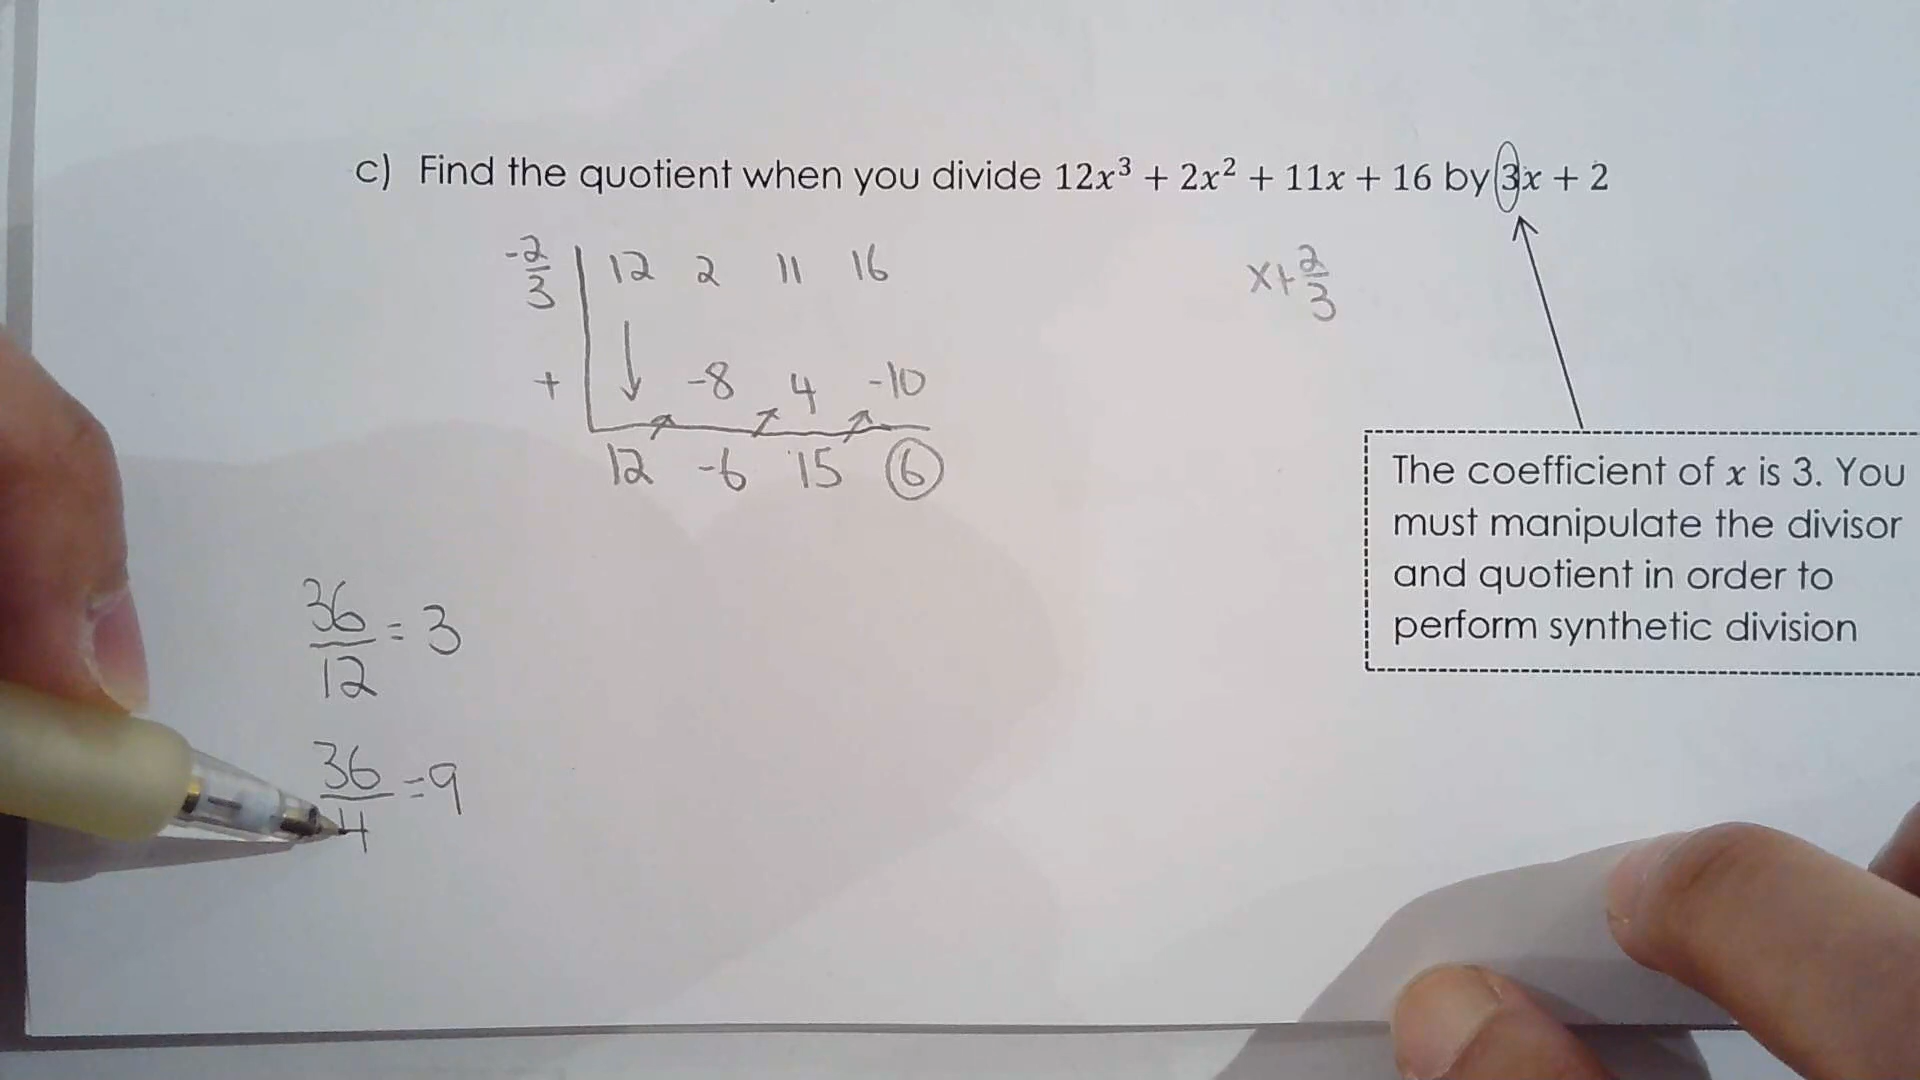 c) Find the quotient when you divide 12x³ + 2x² + 11x + 16 by 3x + 2
-2/3 | 12 2 11 16
x+2/3
+ -8 4 -10
12 -6 15 6
The coefficient of x is 3. You
must manipulate the divisor
and quotient in order to
perform synthetic division
36/12 = 3
36/4 = 9